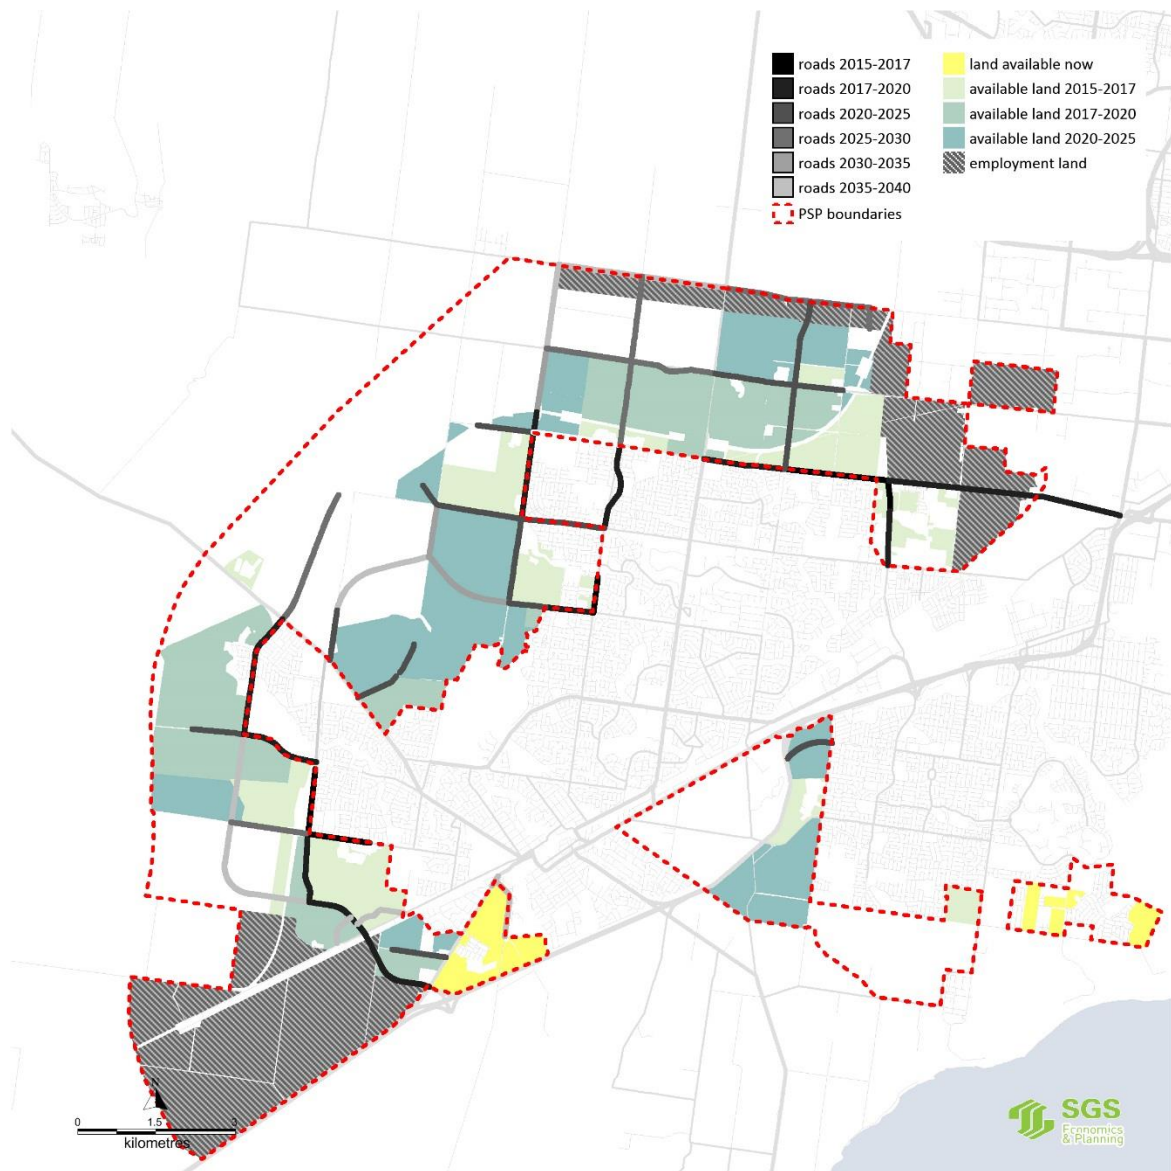 roads 2015-2017
roads 2017-2020
roads 2020-2025
roads 2025-2030
roads 2030-2035
roads 2035-2040
PSP boundaries
land available now
available land 2015-2017
available land 2017-2020
available land 2020-2025
employment land
N
0 1.5 3
kilometres
SGS
Economics
& Planning